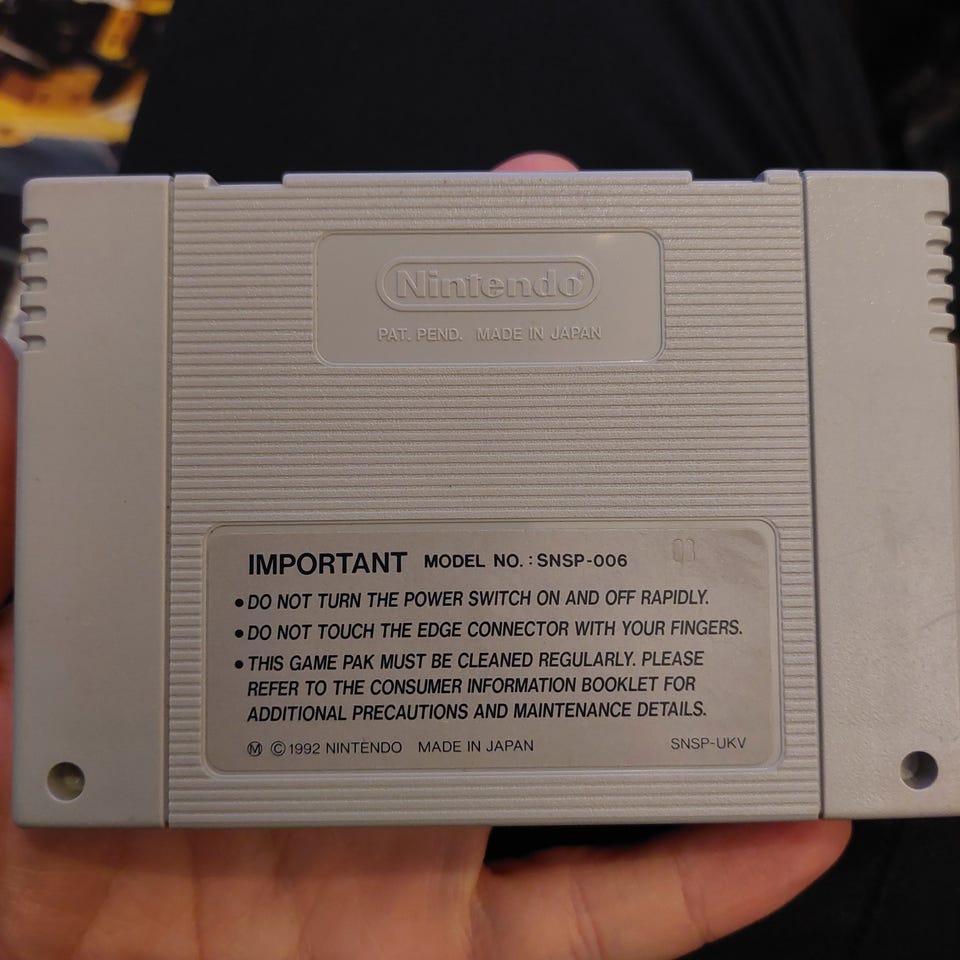 Nintendo®
PAT. PEND. MADE IN JAPAN
IMPORTANT MODEL NO. : SNSP-006
• DO NOT TURN THE POWER SWITCH ON AND OFF RAPIDLY.
• DO NOT TOUCH THE EDGE CONNECTOR WITH YOUR FINGERS.
• THIS GAME PAK MUST BE CLEANED REGULARLY. PLEASE
REFER TO THE CONSUMER INFORMATION BOOKLET FOR
ADDITIONAL PRECAUTIONS AND MAINTENANCE DETAILS.
Ⓜ © 1992 NINTENDO MADE IN JAPAN SNSP-UKV